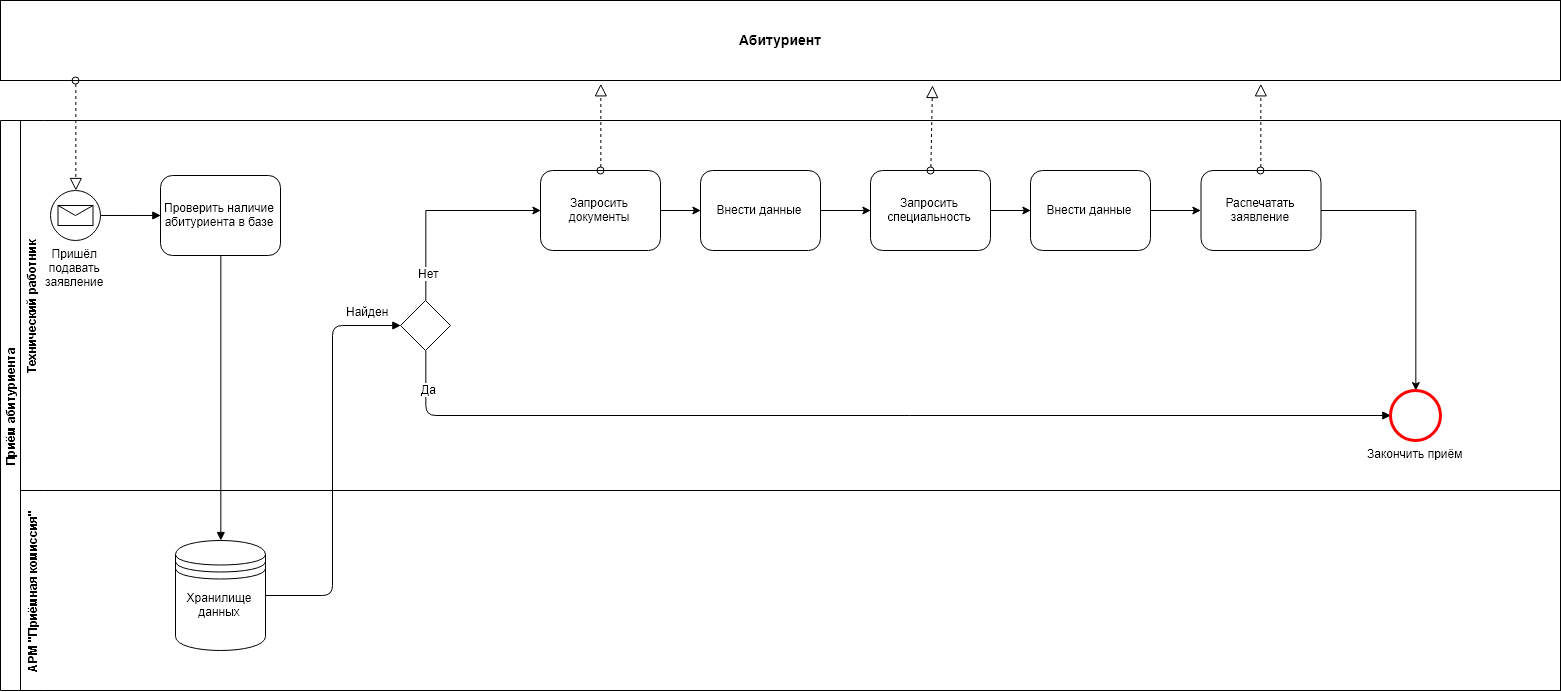 Абитуриент
Приём абитуриента
Технический работник
Пришёл
подавать
заявление
Проверить наличие
абитуриента в базе
Найден
Нет
Да
Запросить
документы
Внести данные
Запросить
специальность
Внести данные
Распечатать
заявление
Закончить приём
АРМ "Приёмная комиссия"
Хранилище
данных